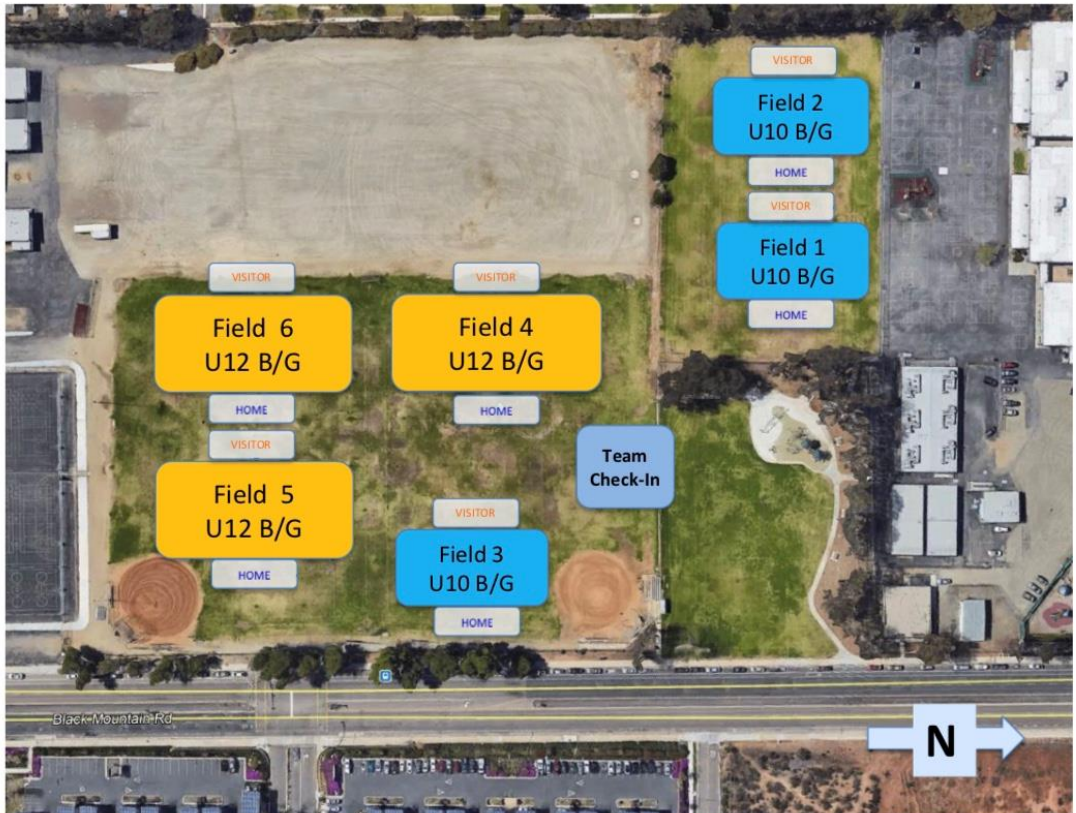 VISITOR
Field 2
U10 B/G
HOME
VISITOR
Field 1
U10 B/G
HOME
VISITOR
Field 6
U12 B/G
HOME
VISITOR
Field 4
U12 B/G
HOME
VISITOR
Field 5
U12 B/G
HOME
Team
Check-In
VISITOR
Field 3
U10 B/G
HOME
Black Mountain Rd
N